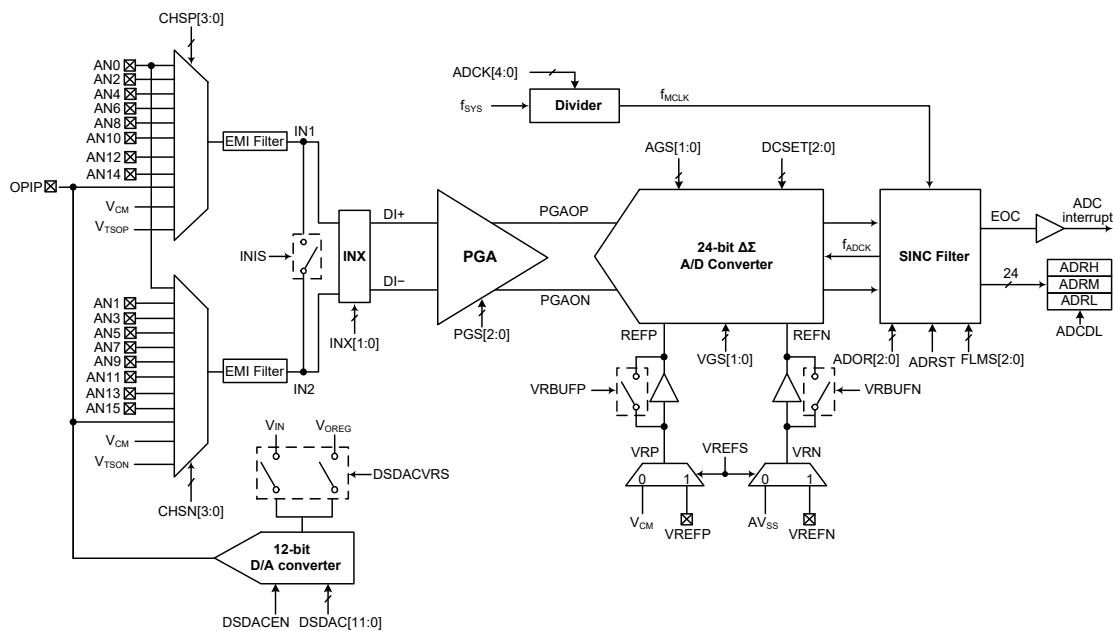 CHSP[3:0]
AN0
AN2
AN4
AN6
AN8
AN10
AN12
AN14
OPIP
VCM
VTSOP
EMI Filter
IN1
INIS
AN1
AN3
AN5
AN7
AN9
AN11
AN13
AN15
VCM
VTSON
CHSN[3:0]
EMI Filter
IN2
INX
INX[1:0]
DI+
DI−
PGA
PGS[2:0]
PGAOP
PGAON
ADCK[4:0]
fSYS
Divider
fMCLK
AGS[1:0]
DCSET[2:0]
24-bit ΔΣ
A/D Converter
fADCK
SINC Filter
EOC
ADC
interrupt
24
ADRH
ADRM
ADRL
ADCDL
ADOR[2:0]
ADRST
FLMS[2:0]
REFP
VGS[1:0]
REFN
VRBUFP
VRBUFN
VRP
VREFS
VRN
0
1
0
1
VCM
VREFP
AVSS
VREFN
VIN
VOREG
DSDACVRS
12-bit
D/A converter
DSDACEN
DSDAC[11:0]